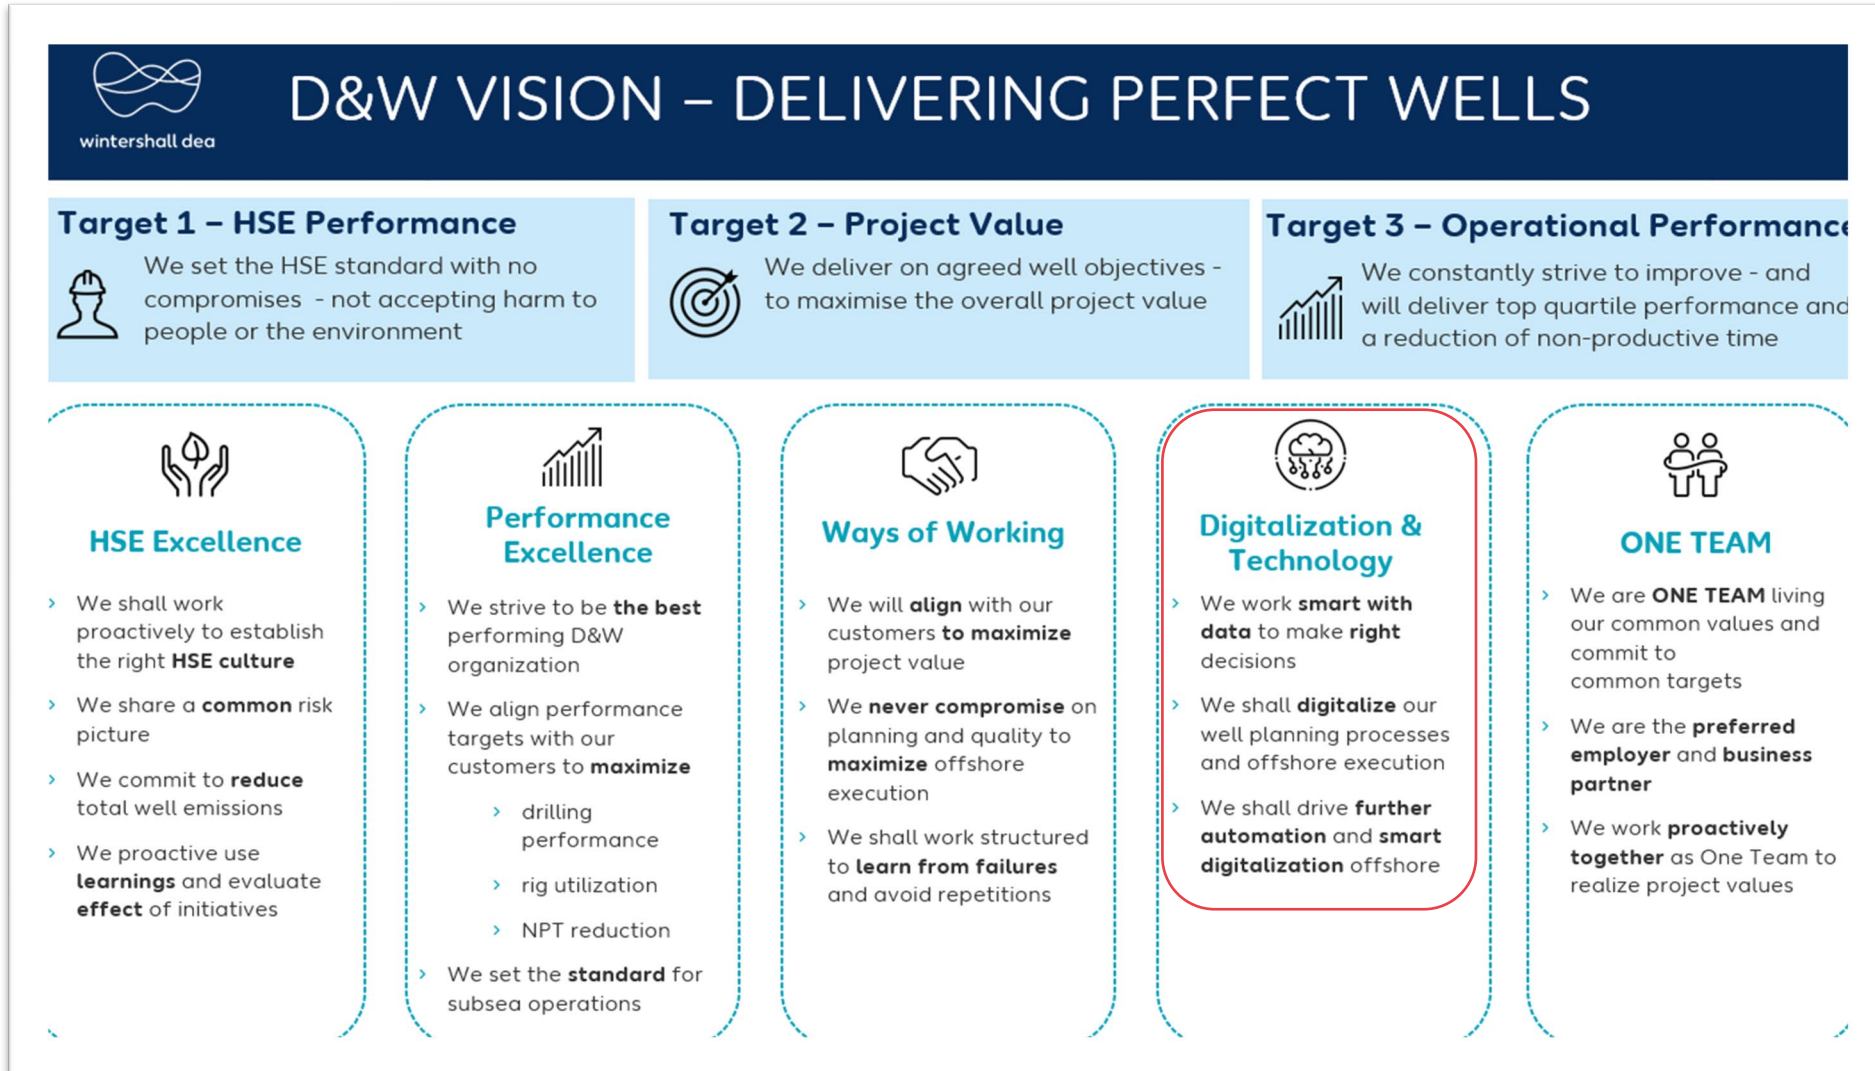 wintershall dea
D&W VISION – DELIVERING PERFECT WELLS
Target 1 – HSE Performance
We set the HSE standard with no
compromises - not accepting harm to
people or the environment
Target 2 – Project Value
We deliver on agreed well objectives -
to maximise the overall project value
Target 3 – Operational Performance
We constantly strive to improve - and
will deliver top quartile performance and
a reduction of non-productive time
HSE Excellence
› We shall work
proactively to establish
the right HSE culture
› We share a common risk
picture
› We commit to reduce
total well emissions
› We proactive use
learnings and evaluate
effect of initiatives
Performance
Excellence
› We strive to be the best
performing D&W
organization
› We align performance
targets with our
customers to maximize
› drilling
performance
› rig utilization
› NPT reduction
› We set the standard for
subsea operations
Ways of Working
› We will align with our
customers to maximize
project value
› We never compromise on
planning and quality to
maximize offshore
execution
› We shall work structured
to learn from failures
and avoid repetitions
Digitalization &
Technology
› We work smart with
data to make right
decisions
› We shall digitalize our
well planning processes
and offshore execution
› We shall drive further
automation and smart
digitalization offshore
ONE TEAM
› We are ONE TEAM living
our common values and
commit to
common targets
› We are the preferred
employer and business
partner
› We work proactively
together as One Team to
realize project values